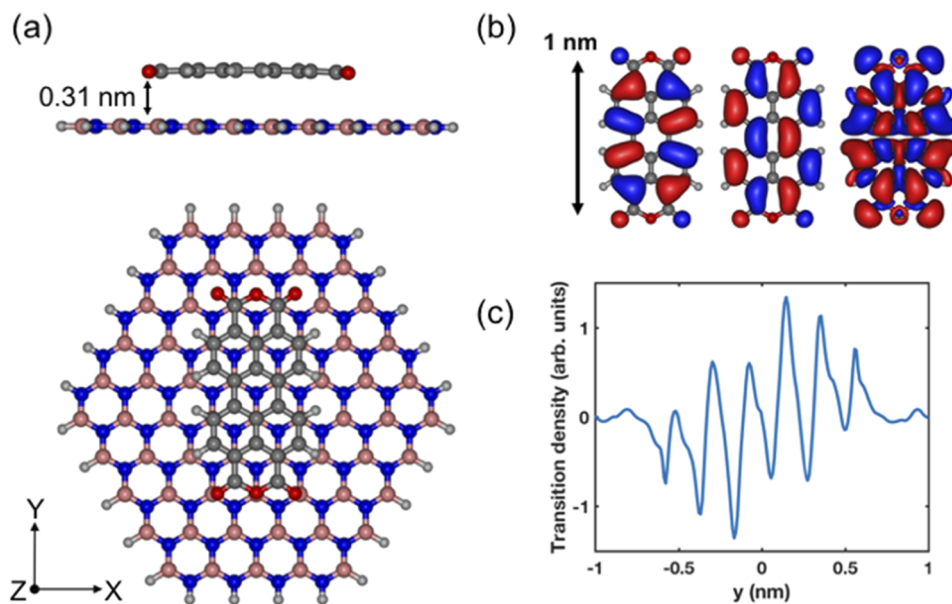 (a)
0.31 nm
Y
Z
X
(b)
1 nm
(c)
Transition density (arb. units)
1
0
-1
-1
-0.5
0
0.5
1
y (nm)